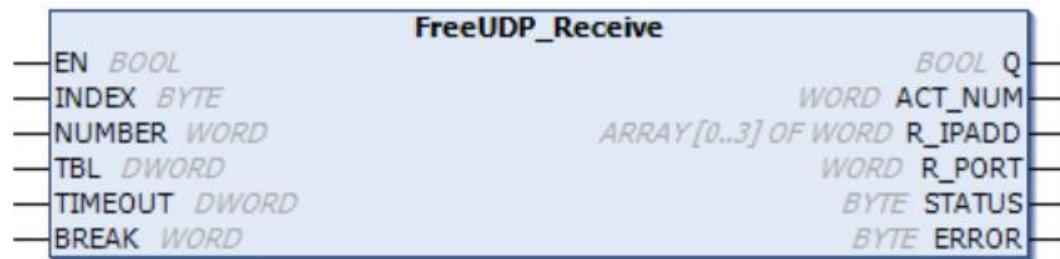 FreeUDP_Receive
EN BOOL BOOL Q
INDEX BYTE WORD ACT_NUM
NUMBER WORD ARRAY [0..3] OF WORD R_IPADD
TBL DWORD WORD R_PORT
TIMEOUT DWORD BYTE STATUS
BREAK WORD BYTE ERROR